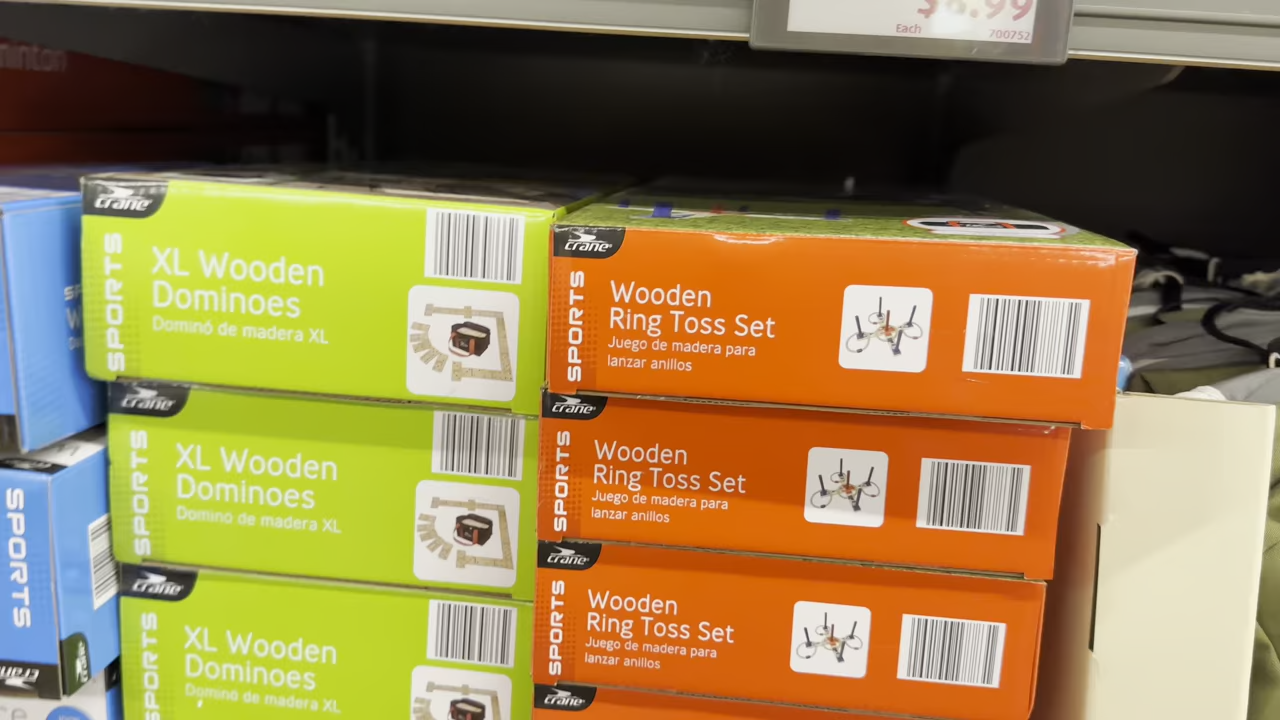 Each 700752
crane
SPORTS
XL Wooden
Dominoes
Dominó de madera XL
crane
SPORTS
Wooden
Ring Toss Set
Juego de madera para
lanzar anillos
crane
SPORTS
XL Wooden
Dominoes
Dominó de madera XL
crane
SPORTS
Wooden
Ring Toss Set
Juego de madera para
lanzar anillos
crane
SPORTS
XL Wooden
Dominoes
Dominó de madera XL
crane
SPORTS
Wooden
Ring Toss Set
Juego de madera para
lanzar anillos
crane
SPORTS
crane